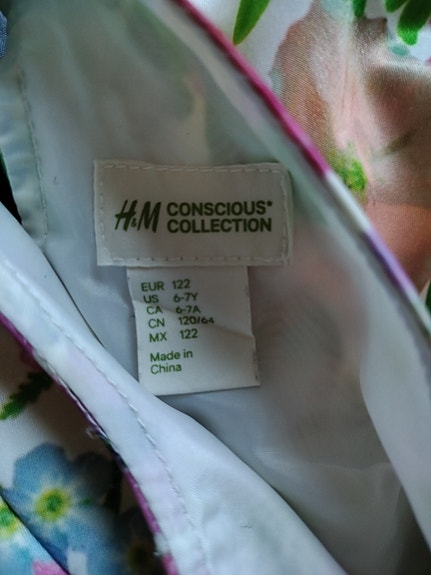 H&M CONSCIOUS*
COLLECTION
EUR 122
US 6-7Y
CA 6-7A
CN 120/64
MX 122
Made in
China